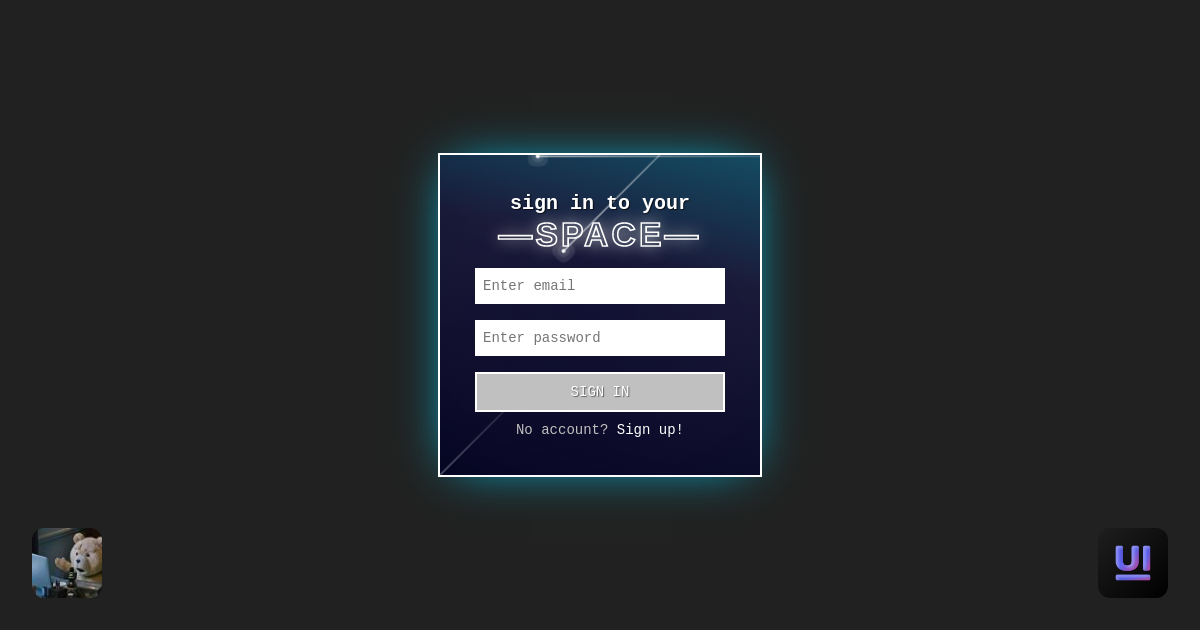 sign in to your
—SPACE—
Enter email
Enter password
SIGN IN
No account? Sign up!
UI